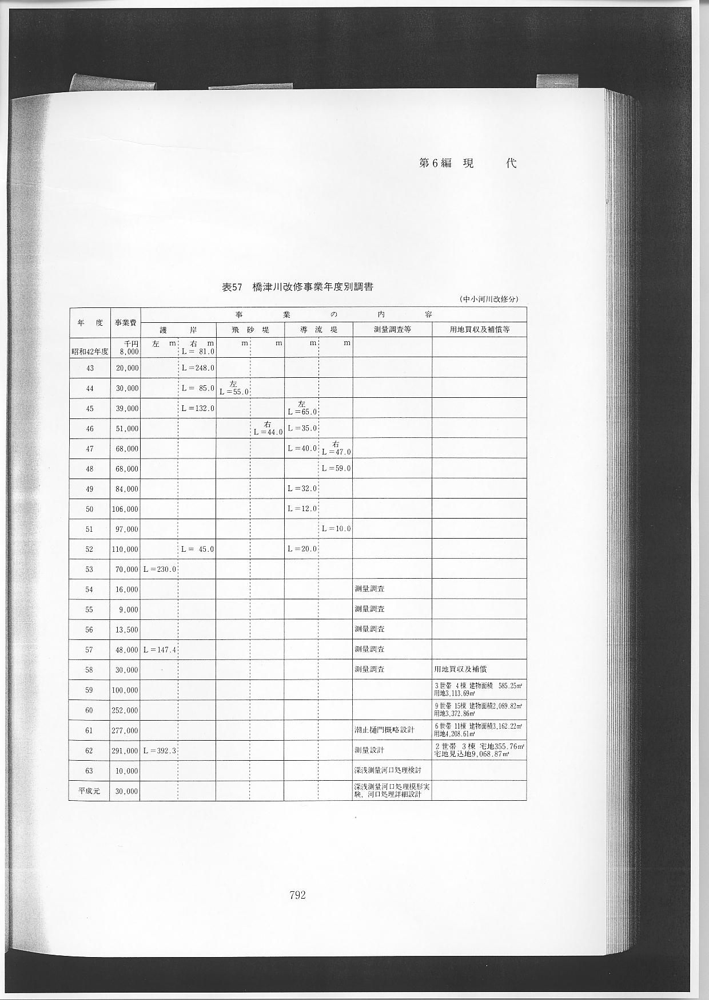 第6編 現 代
表57 橋津川改修事業年度別調書
(中小河川改修分)
年 度 事業費 事 業 の 内 容
護 岸 飛 砂 堤 導 流 堤 測量調査等 用地買収及補償等
千円 左 m 右 m m m m m
昭和42年度 8,000 L= 81.0
43 20,000 L=248.0
44 30,000 L= 85.0 左 L=55.0
45 39,000 L=132.0 左 L=65.0
46 51,000 右 L=44.0 L=35.0
47 68,000 L=40.0 右 L=47.0
48 68,000 L=59.0
49 84,000 L=32.0
50 106,000 L=12.0
51 97,000 L=10.0
52 110,000 L= 45.0 L=20.0
53 70,000 L=230.0
54 16,000 測量調査
55 9,000 測量調査
56 13,500 測量調査
57 48,000 L=147.4 測量調査
58 30,000 測量調査 用地買収及補償
59 100,000 3世帯 4棟 建物面積 585.25㎡
用地3,113.69㎡
60 252,000 9世帯 15棟 建物面積2,089.82㎡
用地3,372.86㎡
61 277,000 潮止樋門概略設計 6世帯 11棟 建物面積3,162.22㎡
用地4,208.61㎡
62 291,000 L=392.3 測量設計 2世帯 3棟 宅地355.76㎡
宅地見込地9,068.87㎡
63 10,000 深浅測量河口処理検討
平成元 30,000 深浅測量河口処理模形実
験、河口処理詳細設計
792